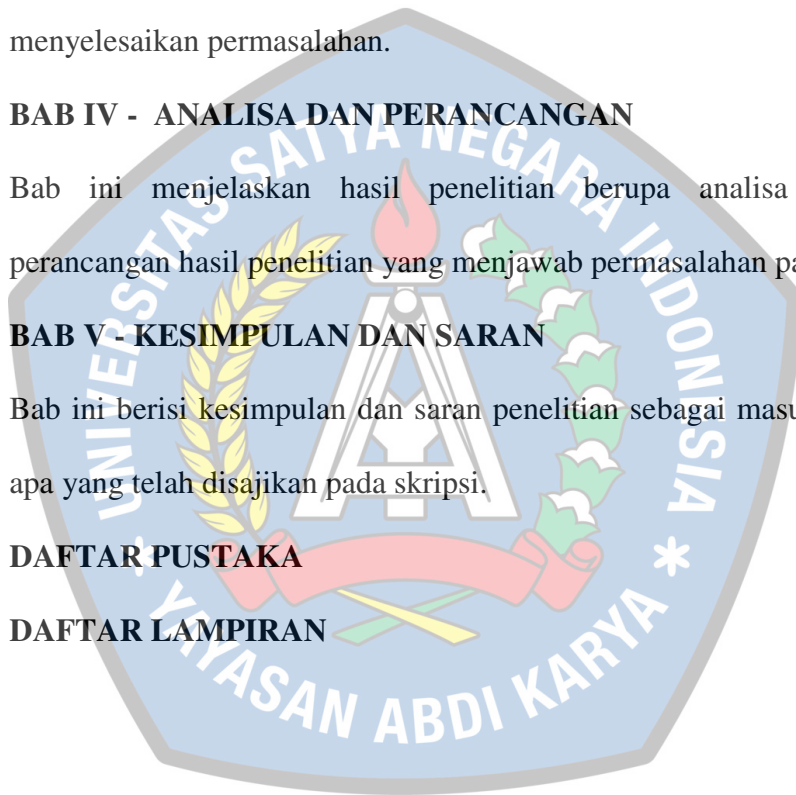 menyelesaikan permasalahan.
BAB IV - ANALISA DAN PERANCANGAN
Bab ini menjelaskan hasil penelitian berupa analisa
perancangan hasil penelitian yang menjawab permasalahan pa
BAB V - KESIMPULAN DAN SARAN
Bab ini berisi kesimpulan dan saran penelitian sebagai masu
apa yang telah disajikan pada skripsi.
DAFTAR PUSTAKA
DAFTAR LAMPIRAN
UNIVERSITAS SATYA NEGARA INDONESIA
* YAYASAN ABDI KARYA *